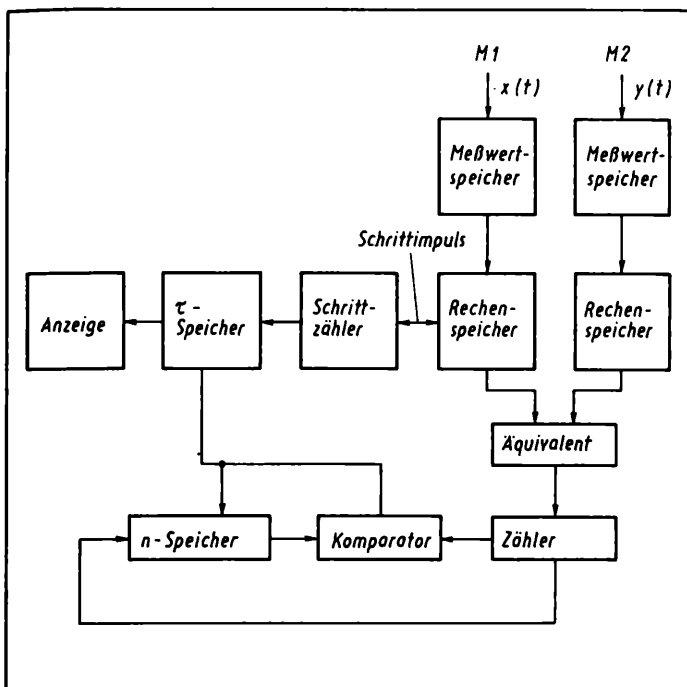 M1 M2
x(t) y(t)
Meßwert-
speicher
Meßwert-
speicher
Schrittimpuls
Anzeige
τ-
Speicher
Schritt-
zähler
Rechen-
speicher
Rechen-
speicher
Äquivalent
n-Speicher
Komparator
Zähler